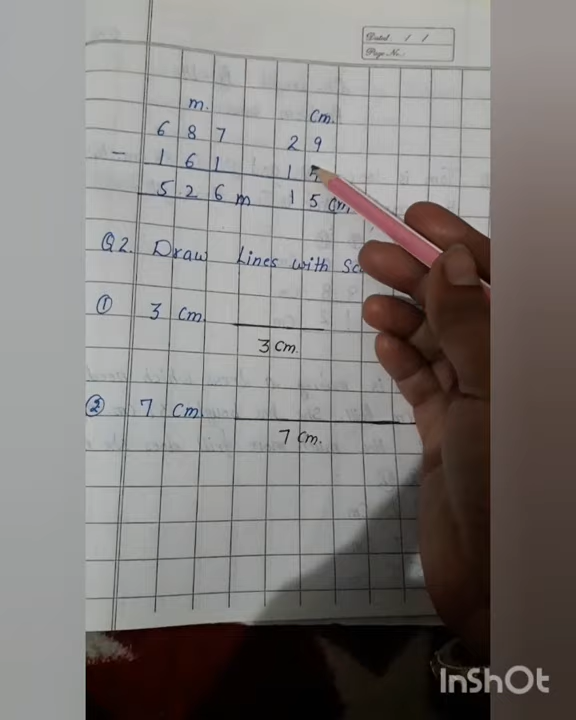 Dated / /
Page No:
m. Cm.
6 8 7 2 9
- 1 6 1 1
5 2 6 m 1 5 Cm
Q2. Draw Lines with
① 3 Cm.
3 Cm.
② 7 Cm.
7 Cm.
InShOt